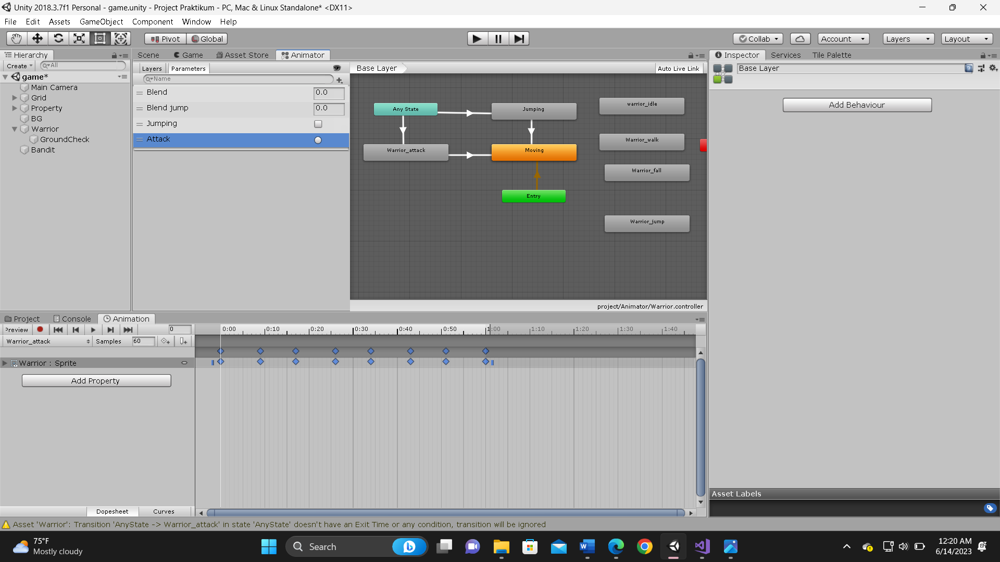 Unity 2018.3.7f1 Personal - game.unity - Project Praktikum - PC, Mac & Linux Standalone* <DX11>
File Edit Assets GameObject Component Window Help
Pivot Global Collab Account Layers Layout
Hierarchy
Create All
game*
Main Camera
Grid
Property
BG
Warrior
GroundCheck
Bandit
Scene Game Asset Store Animator
Layers Parameters
Name
Blend 0.0
Blend jump 0.0
Jumping
Attack
Base Layer Auto Live Link
Any State
Jumping
warrior_idle
Warrior_attack
Moving
Warrior_walk
Warrior_fall
Entry
Warrior_jump
project/Animator/Warrior.controller
Inspector Services Tile Palette
Base Layer
Add Behaviour
Asset Labels
Project Console Animation
Preview 0
Warrior_attack Samples 60
0:00 0:10 0:20 0:30 0:40 0:50 1:00 1:10 1:20 1:30 1:40
Warrior : Sprite
Add Property
Dopesheet Curves
Asset 'Warrior': Transition 'AnyState -> Warrior_attack' in state 'AnyState' doesn't have an Exit Time or any condition, transition will be ignored
75°F
Mostly cloudy
Search
12:20 AM
6/14/2023